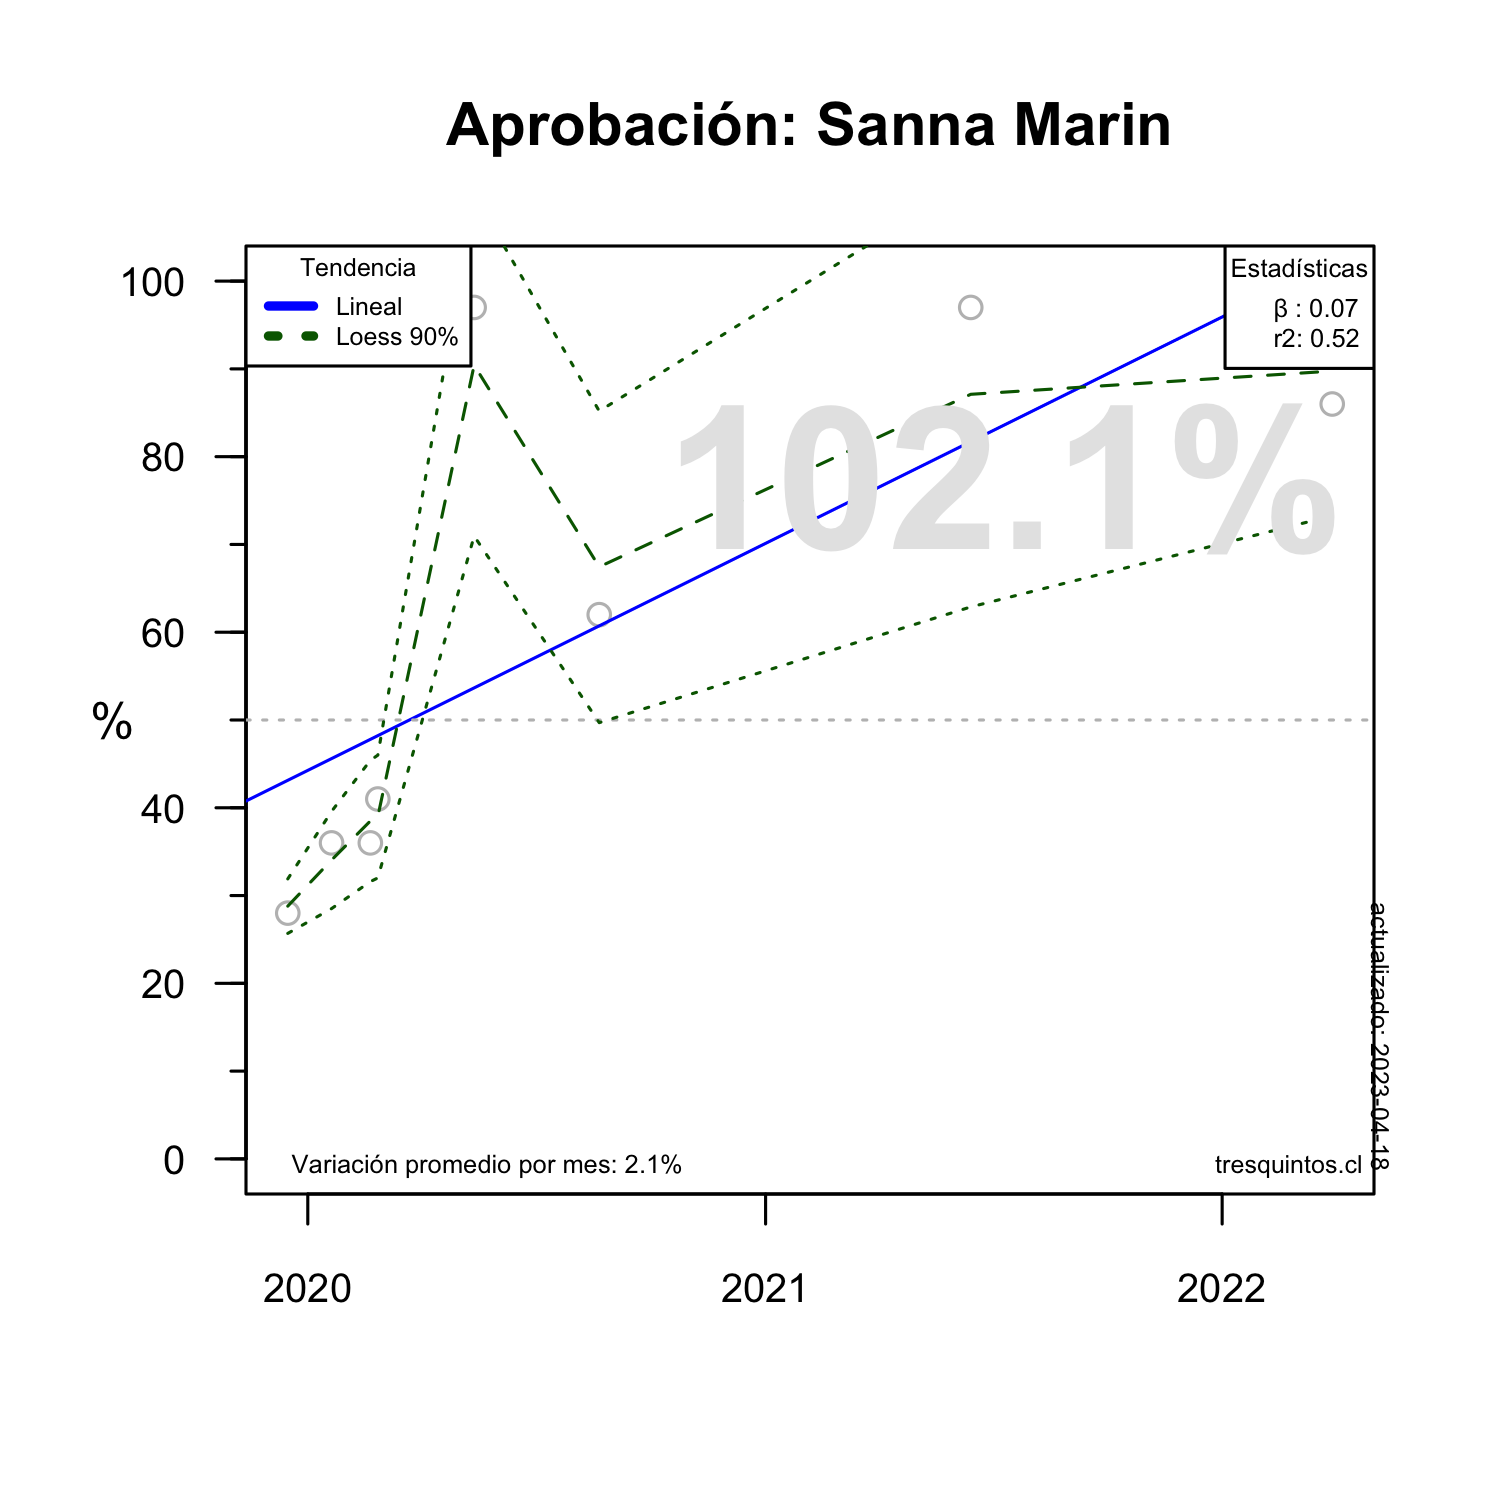 Aprobación: Sanna Marin
Tendencia
Lineal
Loess 90%
Estadísticas
β : 0.07
r2: 0.52
102.1%
%
100
80
60
40
20
0
Variación promedio por mes: 2.1%
tresquintos.cl
actualizado: 2023-04-18
2020
2021
2022